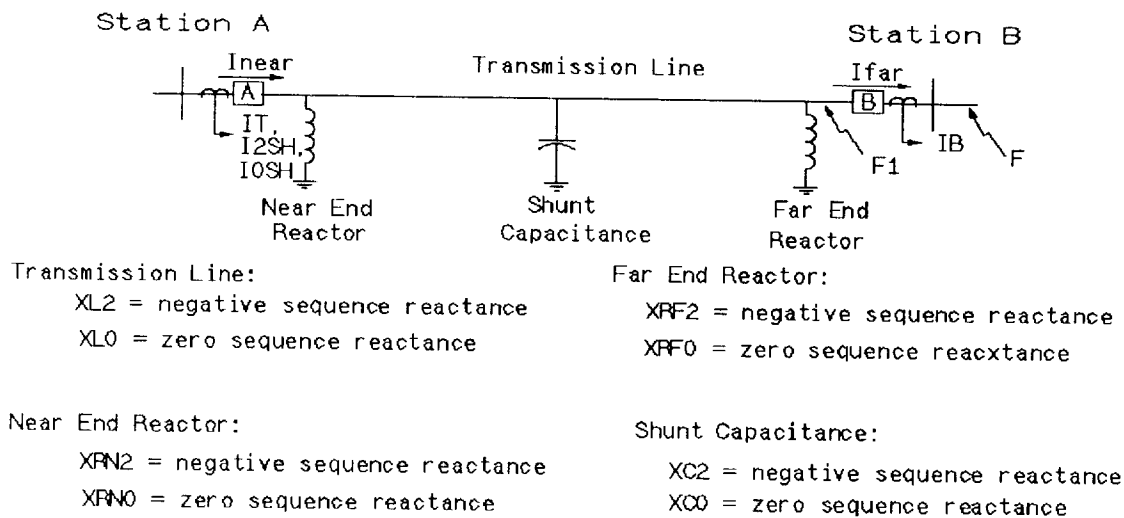 Station A
Station B
Inear
Transmission Line
Ifar
A
B
IT,
I2SH,
I0SH
F1
IB
F
Near End
Reactor
Shunt
Capacitance
Far End
Reactor
Transmission Line:
XL2 = negative sequence reactance
XL0 = zero sequence reactance
Far End Reactor:
XRF2 = negative sequence reactance
XRF0 = zero sequence reacxtance
Near End Reactor:
XRN2 = negative sequence reactance
XRN0 = zero sequence reactance
Shunt Capacitance:
XC2 = negative sequence reactance
XC0 = zero sequence reactance